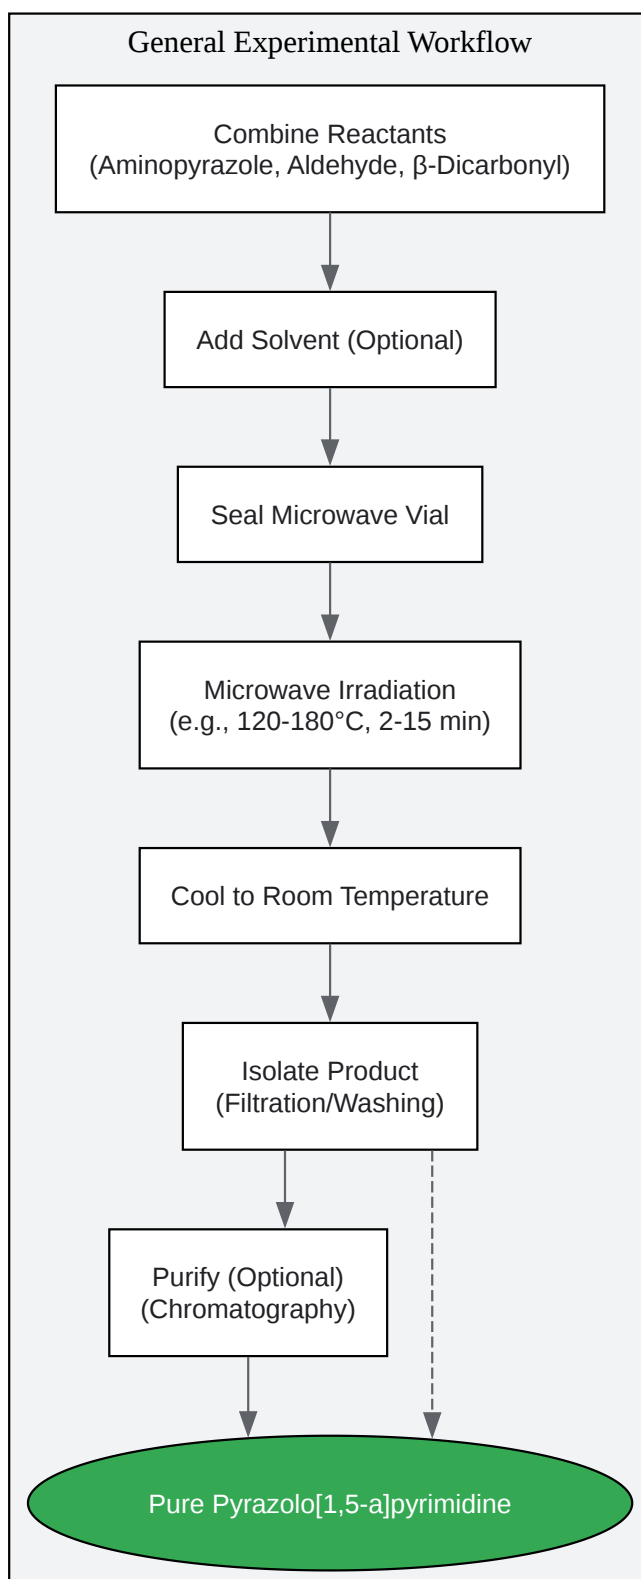 General Experimental Workflow
Combine Reactants
(Aminopyrazole, Aldehyde, β-Dicarbonyl)
Add Solvent (Optional)
Seal Microwave Vial
Microwave Irradiation
(e.g., 120-180°C, 2-15 min)
Cool to Room Temperature
Isolate Product
(Filtration/Washing)
Purify (Optional)
(Chromatography)
Pure Pyrazolo[1,5-a]pyrimidine